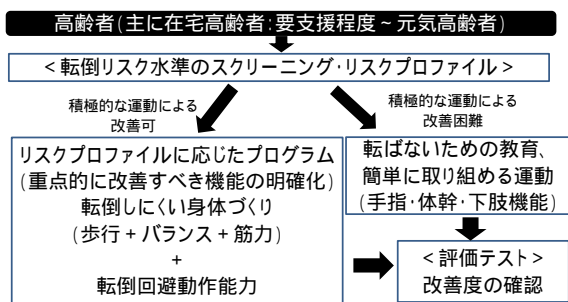 高齢者(主に在宅高齢者:要支援程度~元気高齢者)
<転倒リスク水準のスクリーニング・リスクプロファイル>
積極的な運動による
改善可
積極的な運動による
改善困難
リスクプロファイルに応じたプログラム
(重点的に改善すべき機能の明確化)
転倒しにくい身体づくり
(歩行+バランス+筋力)
+
転倒回避動作能力
転ばないための教育、
簡単に取り組める運動
(手指・体幹・下肢機能)
<評価テスト>
改善度の確認